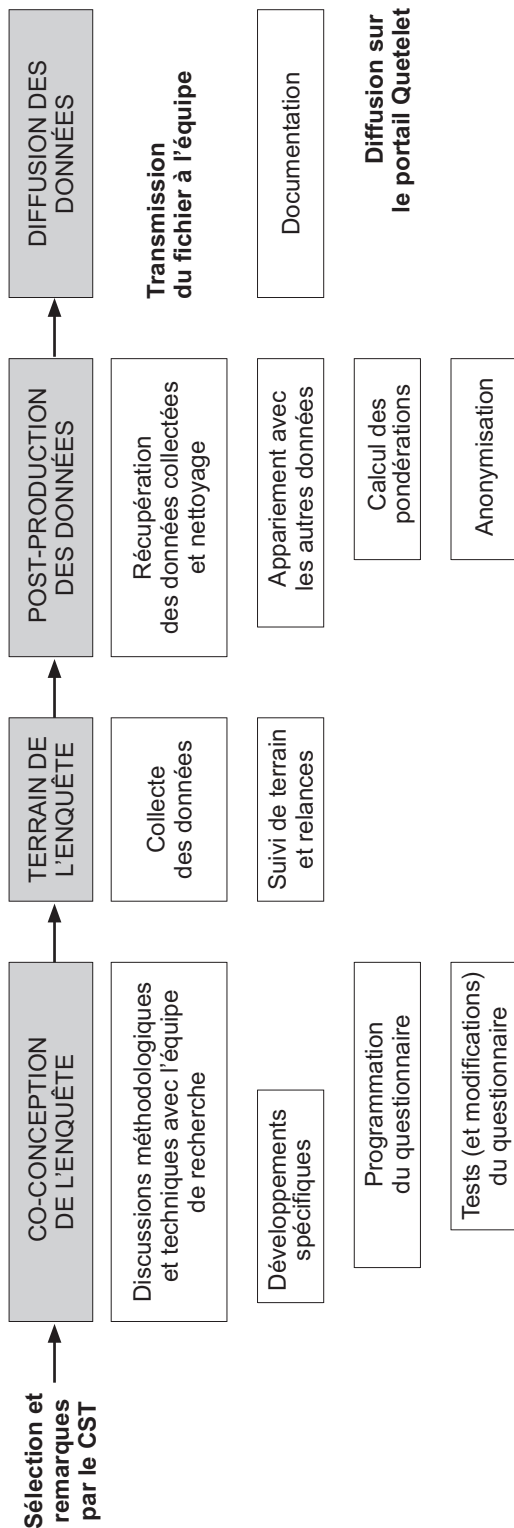 Sélection et
remarques
par le CST
CO-CONCEPTION
DE L'ENQUÊTE
Discussions méthodologiques
et techniques avec l'équipe
de recherche
Développements
spécifiques
Programmation
du questionnaire
Tests (et modifications)
du questionnaire
TERRAIN DE
L'ENQUÊTE
Collecte
des données
Suivi de terrain
et relances
POST-PRODUCTION
DES DONNÉES
Récupération
des données collectées
et nettoyage
Appariement avec
les autres données
Calcul des
pondérations
Anonymisation
DIFFUSION DES
DONNÉES
Transmission
du fichier à l'équipe
Documentation
Diffusion sur
le portail Quetelet